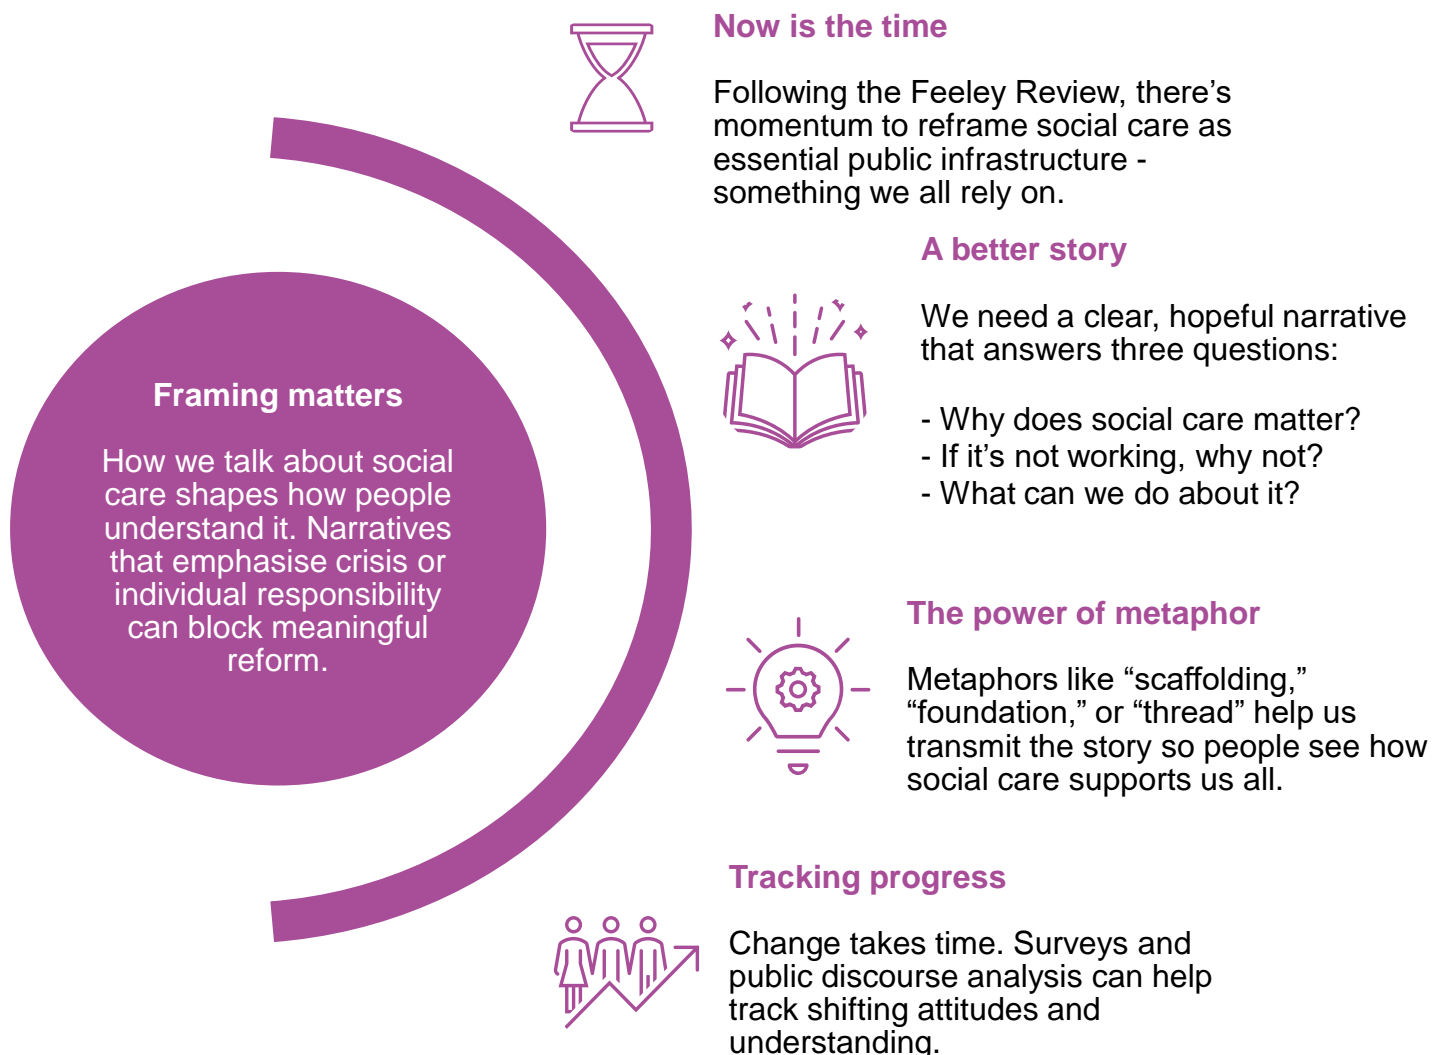 Framing matters
How we talk about social
care shapes how people
understand it. Narratives
that emphasise crisis or
individual responsibility
can block meaningful
reform.
Now is the time
Following the Feeley Review, there's
momentum to reframe social care as
essential public infrastructure -
something we all rely on.
A better story
We need a clear, hopeful narrative
that answers three questions:
- Why does social care matter?
- If it's not working, why not?
- What can we do about it?
The power of metaphor
Metaphors like “scaffolding,”
“foundation,” or “thread” help us
transmit the story so people see how
social care supports us all.
Tracking progress
Change takes time. Surveys and
public discourse analysis can help
track shifting attitudes and
understanding.